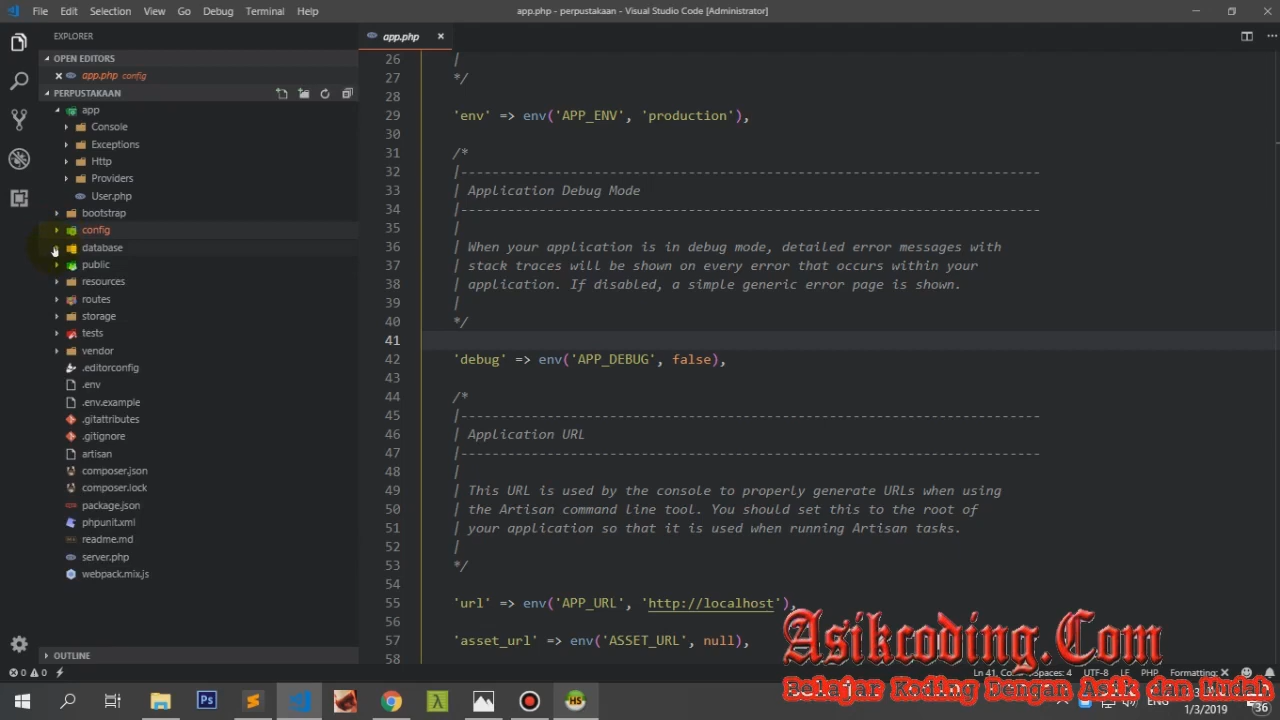 File Edit Selection View Go Debug Terminal Help
app.php - perpustakaan - Visual Studio Code [Administrator]
EXPLORER
OPEN EDITORS
app.php config
PERPUSTAKAAN
app
Console
Exceptions
Http
Providers
User.php
bootstrap
config
database
public
resources
routes
storage
tests
vendor
.editorconfig
.env
.env.example
.gitattributes
.gitignore
artisan
composer.json
composer.lock
package.json
phpunit.xml
readme.md
server.php
webpack.mix.js
OUTLINE
app.php
26 |
27 */
28
29 'env' => env('APP_ENV', 'production'),
30
31 /*
32 |--------------------------------------------------------------------------
33 | Application Debug Mode
34 |--------------------------------------------------------------------------
35 |
36 | When your application is in debug mode, detailed error messages with
37 | stack traces will be shown on every error that occurs within your
38 | application. If disabled, a simple generic error page is shown.
39 |
40 */
41
42 'debug' => env('APP_DEBUG', false),
43
44 /*
45 |--------------------------------------------------------------------------
46 | Application URL
47 |--------------------------------------------------------------------------
48 |
49 | This URL is used by the console to properly generate URLs when using
50 | the Artisan command line tool. You should set this to the root of
51 | your application so that it is used when running Artisan tasks.
52 |
53 */
54
55 'url' => env('APP_URL', 'http://localhost'),
56
57 'asset_url' => env('ASSET_URL', null),
58
Asikcoding.Com
Belajar Koding Dengan Asik dan Mudah
0 0
Ln 41, Spaces: 4 UTF-8 LF PHP Formatting:
Ps
HS
ENG
1/3/2019
36